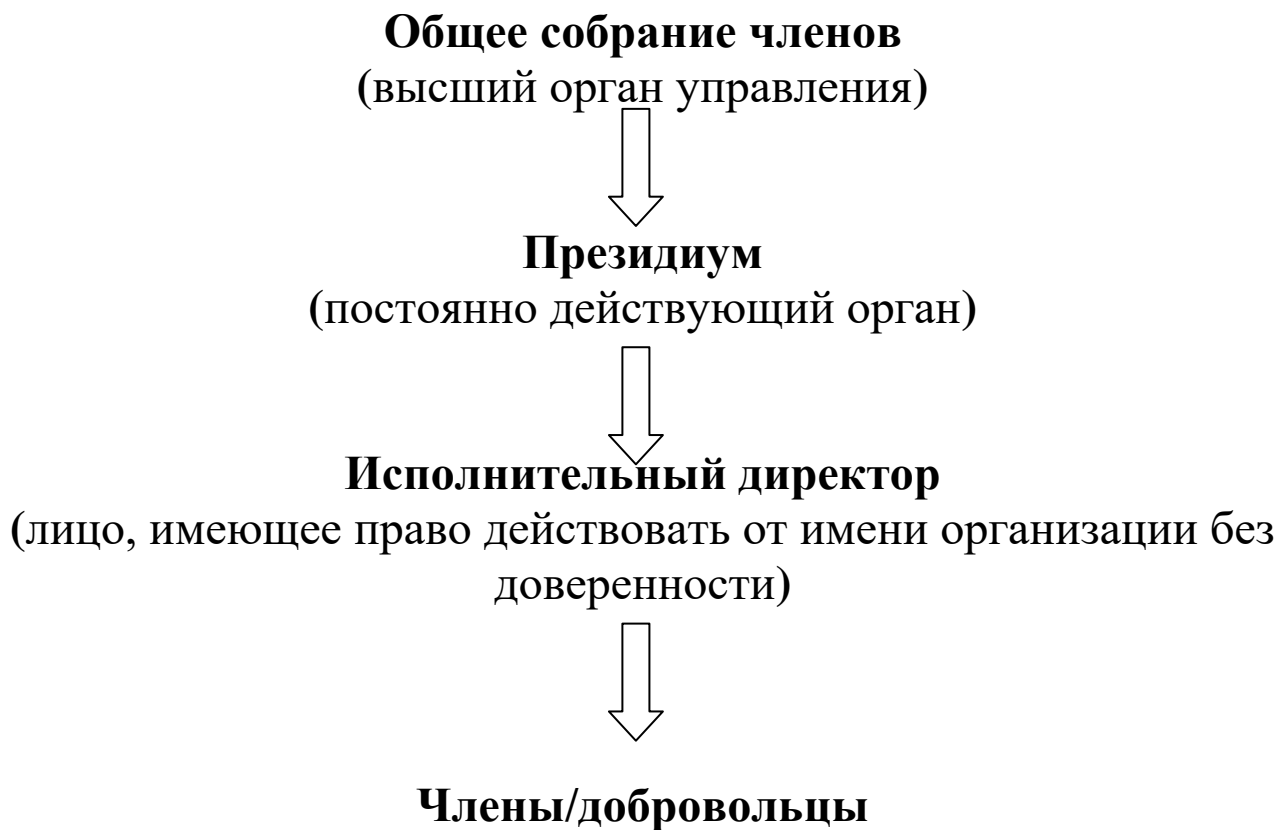 Общее собрание членов
(высший орган управления)
Президиум
(постоянно действующий орган)
Исполнительный директор
(лицо, имеющее право действовать от имени организации без
доверенности)
Члены/добровольцы